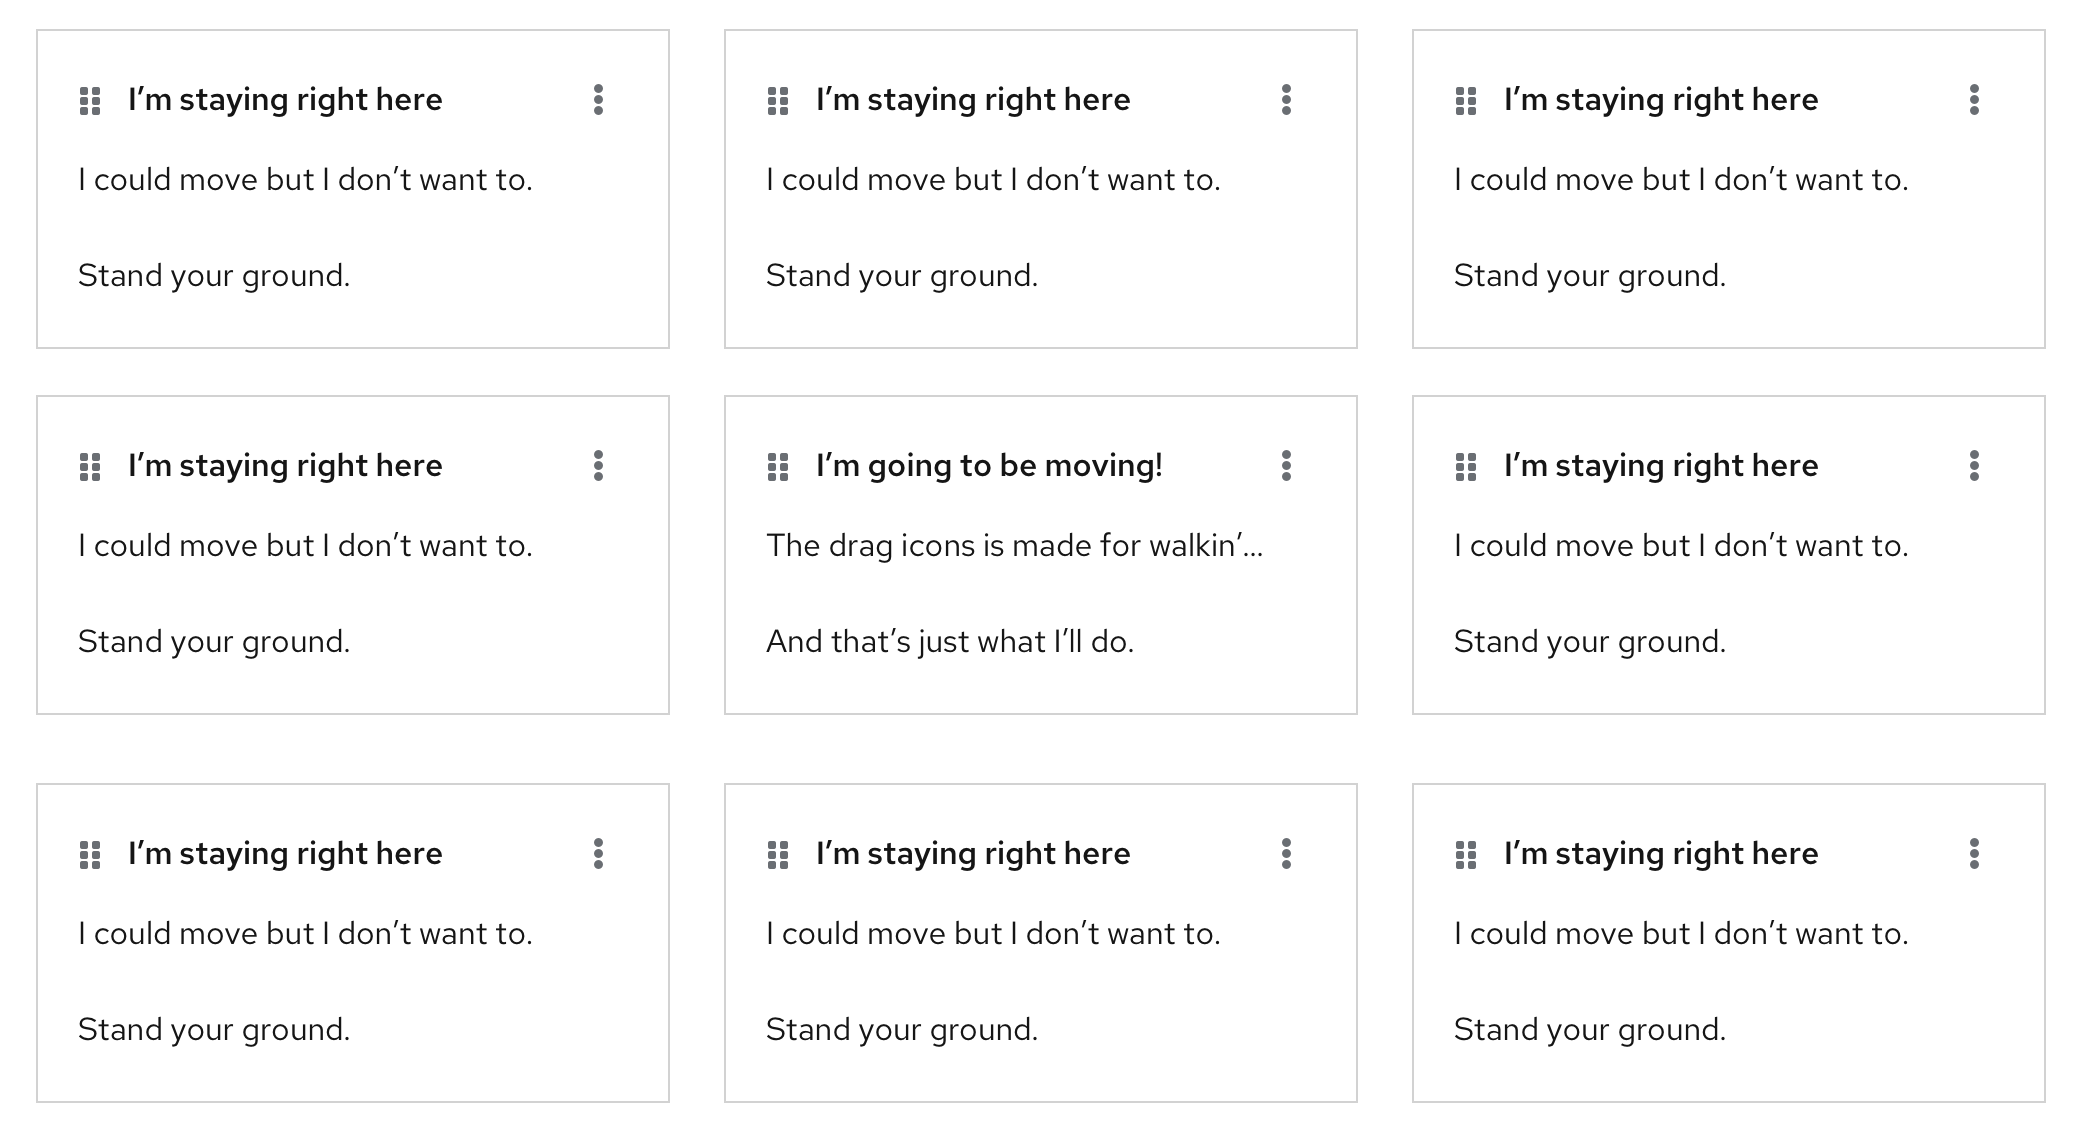 I’m staying right here
I could move but I don’t want to.
Stand your ground.
I’m staying right here
I could move but I don’t want to.
Stand your ground.
I’m staying right here
I could move but I don’t want to.
Stand your ground.
I’m staying right here
I could move but I don’t want to.
Stand your ground.
I’m going to be moving!
The drag icons is made for walkin’...
And that’s just what I’ll do.
I’m staying right here
I could move but I don’t want to.
Stand your ground.
I’m staying right here
I could move but I don’t want to.
Stand your ground.
I’m staying right here
I could move but I don’t want to.
Stand your ground.
I’m staying right here
I could move but I don’t want to.
Stand your ground.